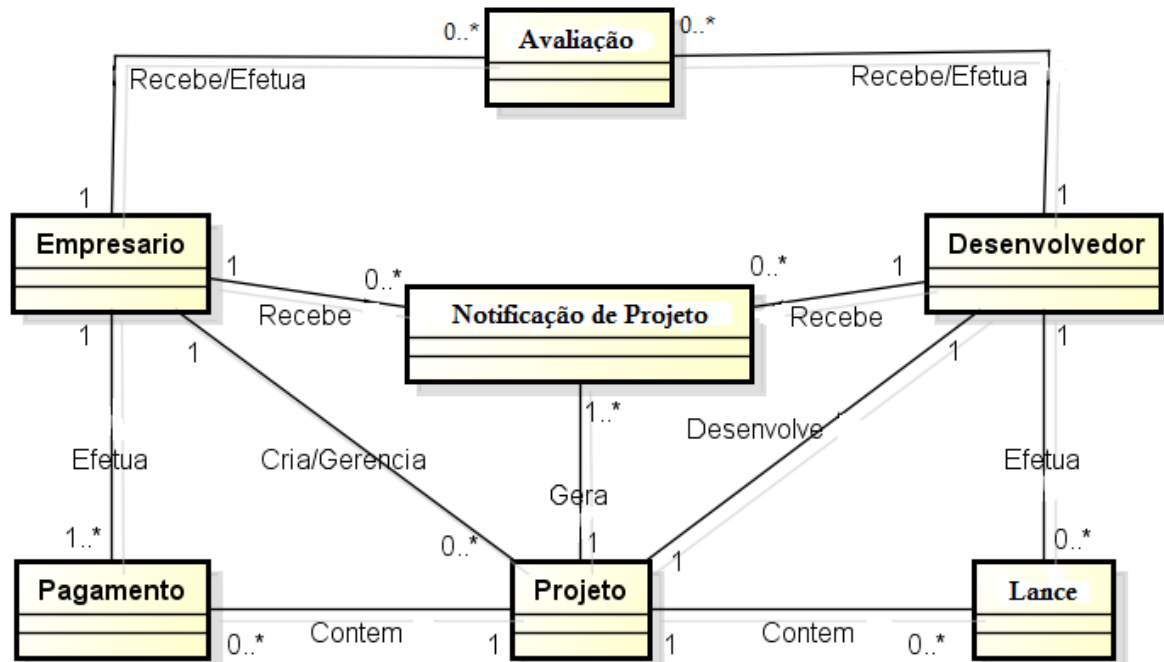 0..*
Avaliação
0..*
Recebe/Efetua
Recebe/Efetua
1
1
Empresario
Desenvolvedor
1
0..*
0..*
1
Notificação de Projeto
Recebe
Recebe
1
1
1
1
1..*
Desenvolve
Efetua
Cria/Gerencia
Efetua
Gera
1..*
0..*
1
1
0..*
Pagamento
Projeto
Lance
0..*
Contem
1
1
Contem
0..*